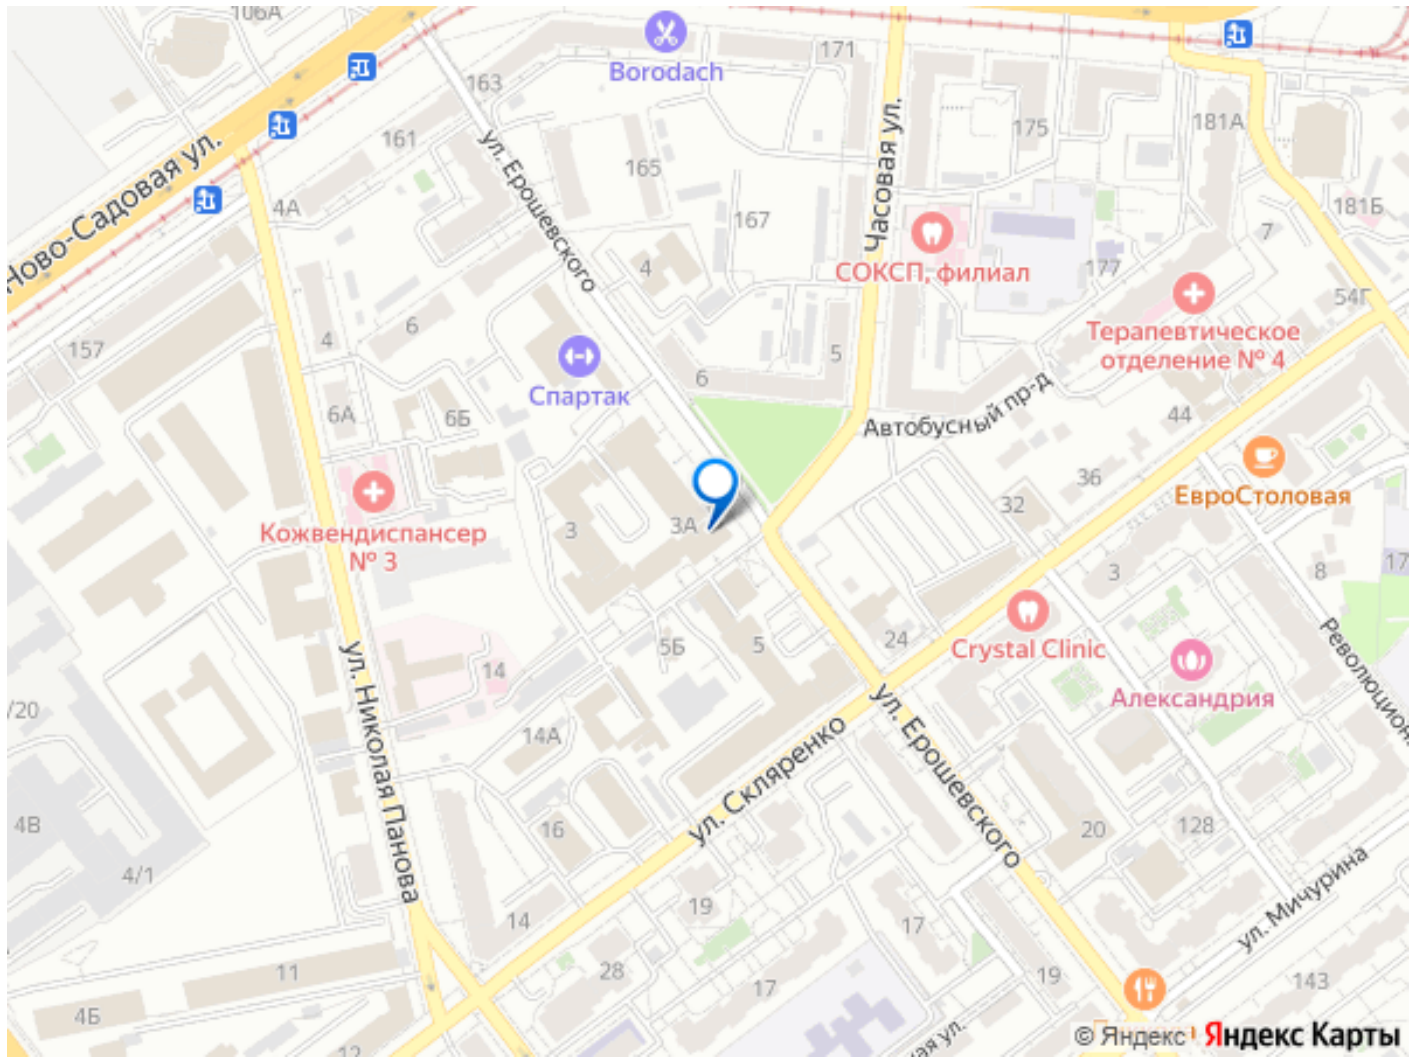 106А
163
Borodach
171
161
175
181А
ул. Ерошевского
Часовая ул.
165
Ново-Садовая ул.
4А
167
181Б
7
СОКСП, филиал
177
4
54Г
Терапевтическое
отделение № 4
157
4
6
5
Спартак
6
6А
6Б
Автобусный пр-д
44
36
ЕвроСтоловая
32
Кожвендиспансер
№ 3
3
3А
3
8
17
24
Crystal Clinic
5Б
5
14
Александрия
/20
ул. Николая Панова
14А
ул. Скляренко
ул. Ерошевского
4В
16
20
128
4/1
ул. Мичурина
19
14
17
11
28
17
19
143
4Б
12
© Яндекс Яндекс Карты